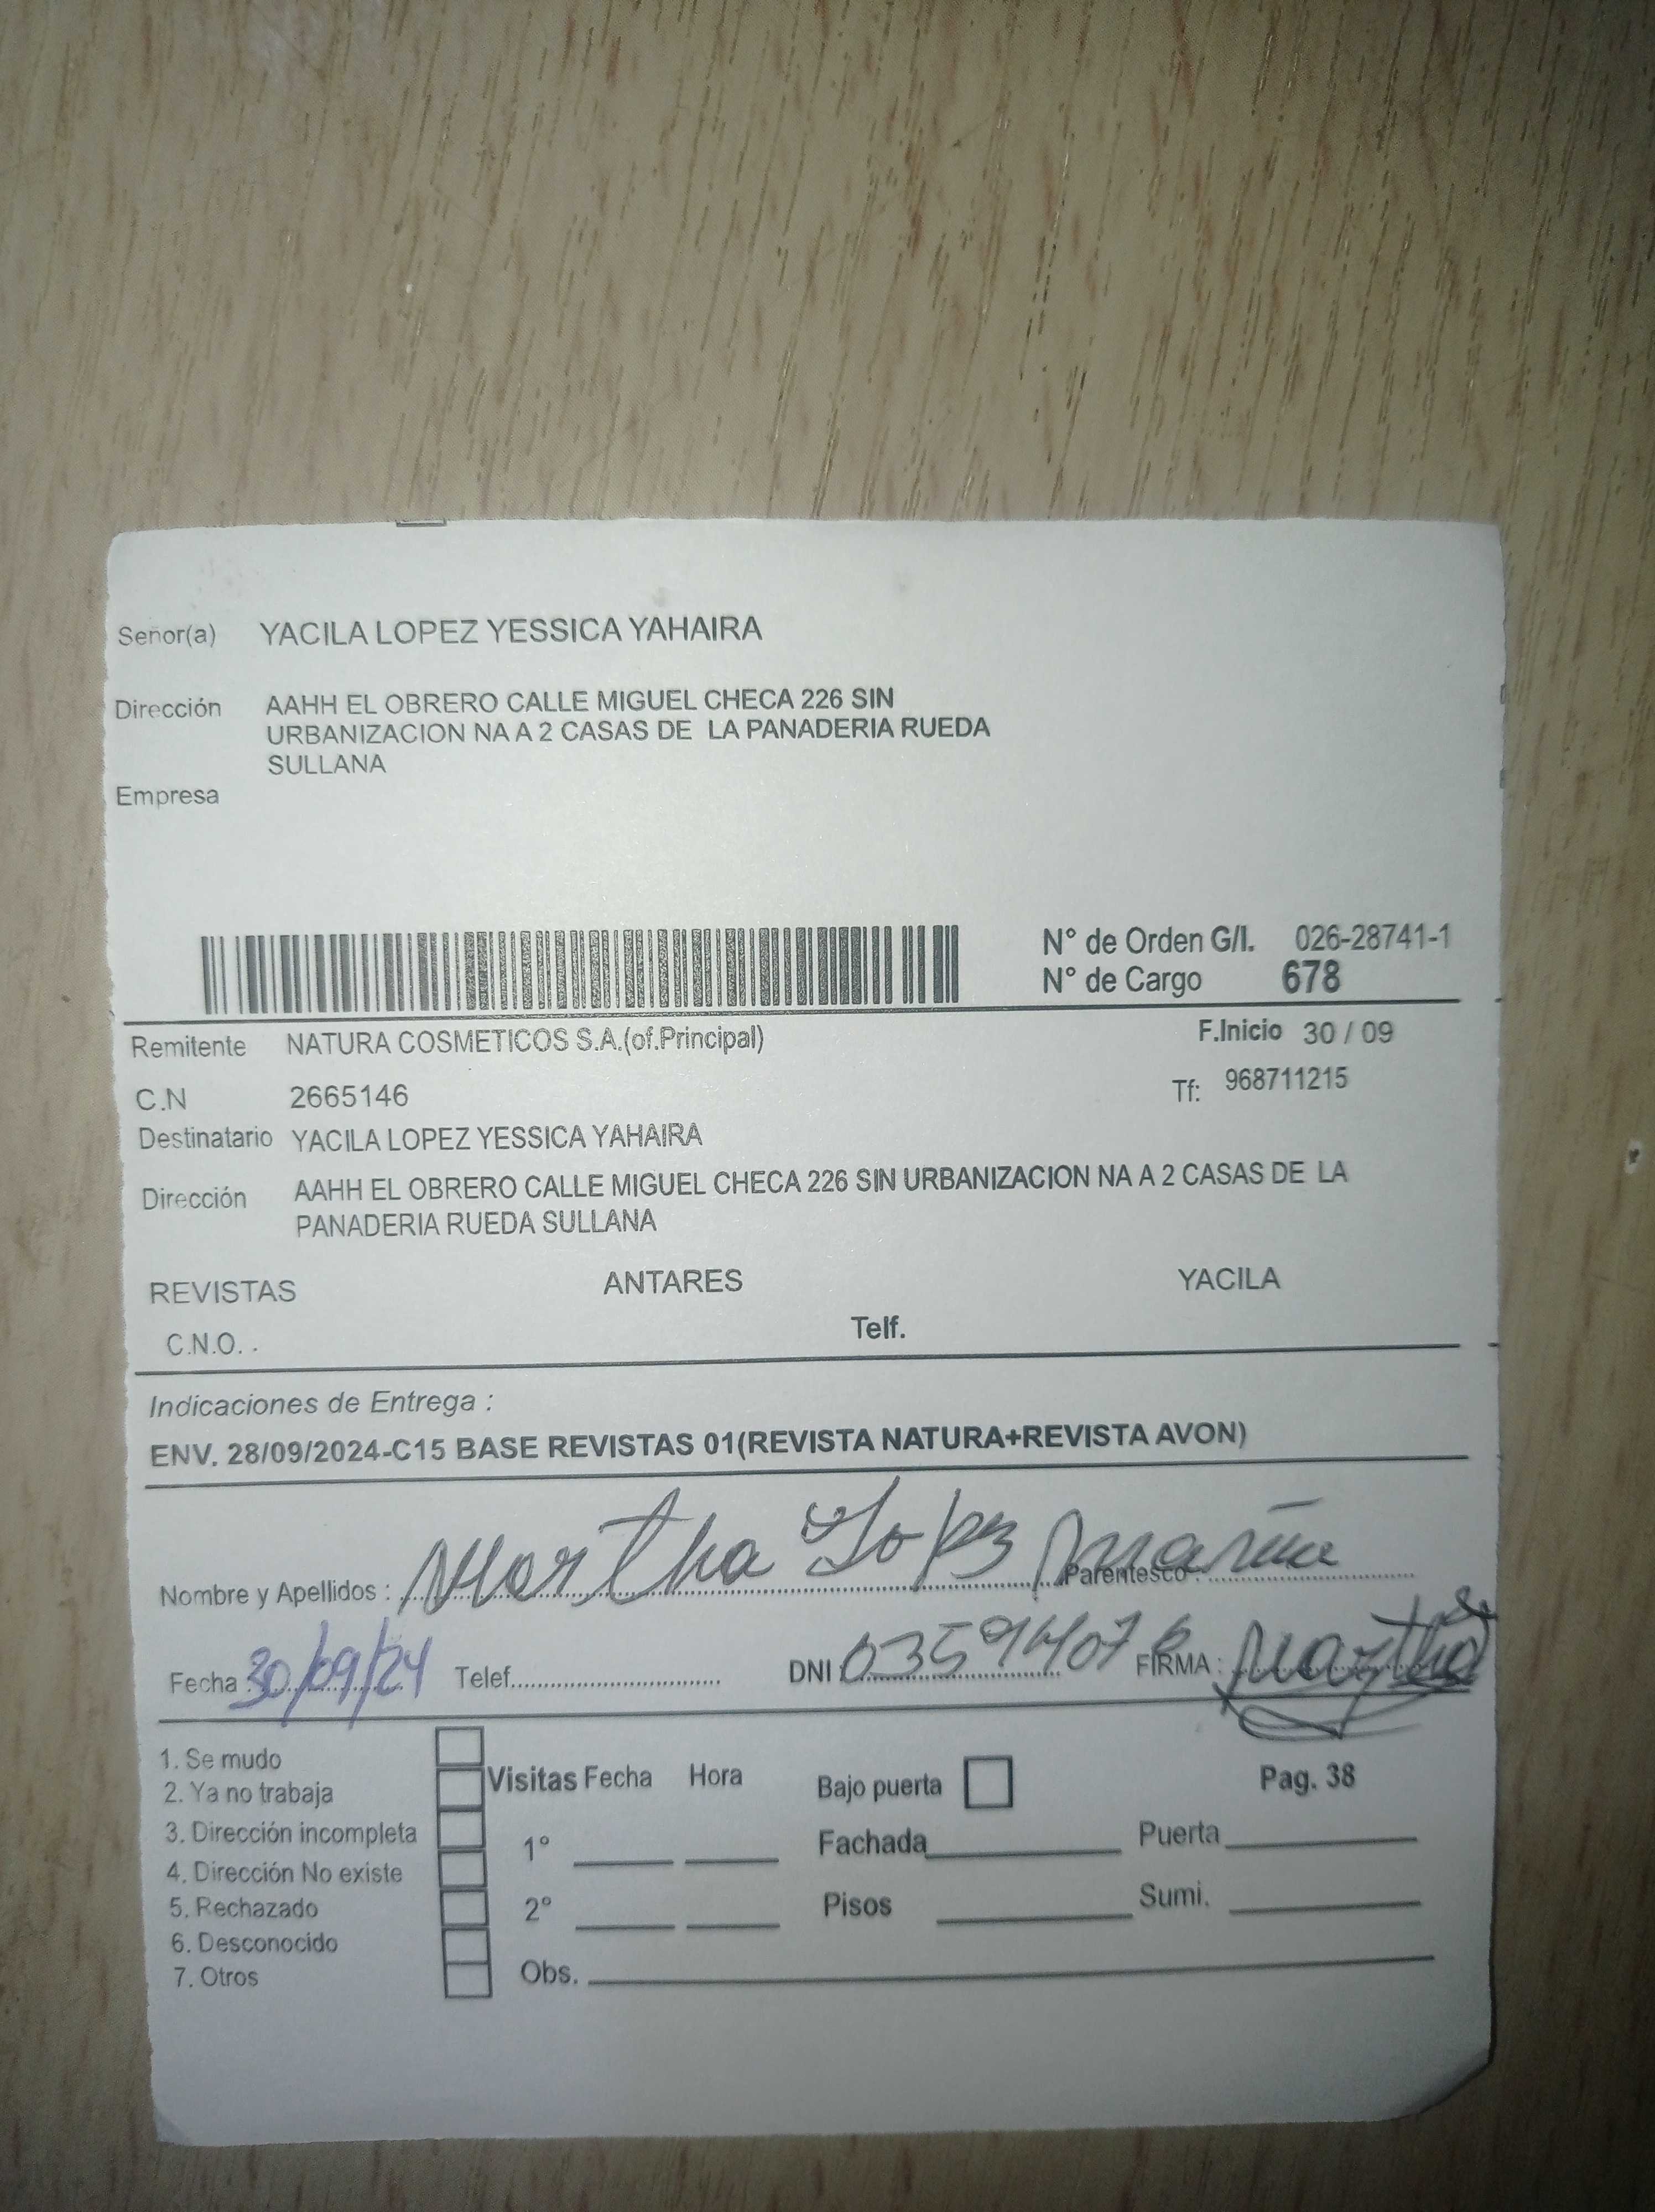 Señor(a) YACILA LOPEZ YESSICA YAHAIRA
Dirección AAHH EL OBRERO CALLE MIGUEL CHECA 226 SIN
URBANIZACION NA A 2 CASAS DE LA PANADERIA RUEDA
SULLANA
Empresa
N° de Orden G/I. 026-28741-1
N° de Cargo 678
Remitente NATURA COSMETICOS S.A.(of.Principal) F.Inicio 30 / 09
C.N 2665146 Tf: 968711215
Destinatario YACILA LOPEZ YESSICA YAHAIRA
Dirección AAHH EL OBRERO CALLE MIGUEL CHECA 226 SIN URBANIZACION NA A 2 CASAS DE LA
PANADERIA RUEDA SULLANA
REVISTAS ANTARES YACILA
C.N.O. . Telf.
Indicaciones de Entrega :
ENV. 28/09/2024-C15 BASE REVISTAS 01(REVISTA NATURA+REVISTA AVON)
Nombre y Apellidos : Martha Lopez Parentesco :
Fecha : 30/09/24 Telef. DNI : FIRMA : Martha
1. Se mudo
2. Ya no trabaja Visitas Fecha Hora Bajo puerta Pag. 38
3. Dirección incompleta 1° Fachada Puerta
4. Dirección No existe
5. Rechazado 2° Pisos Sumi.
6. Desconocido
7. Otros Obs.